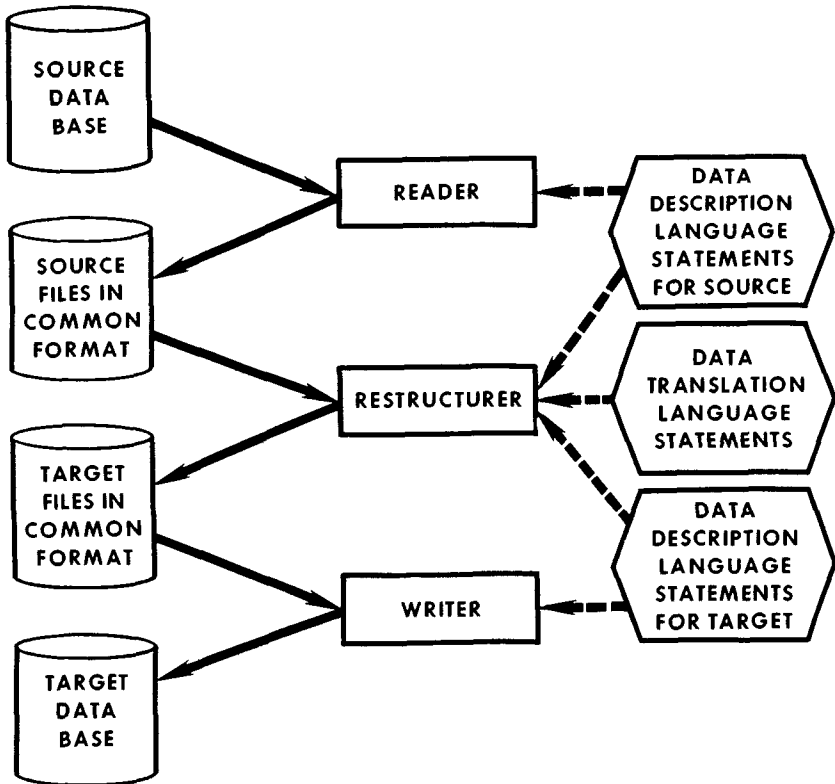 SOURCE
DATA
BASE
READER
DATA
DESCRIPTION
LANGUAGE
STATEMENTS
FOR SOURCE
SOURCE
FILES IN
COMMON
FORMAT
RESTRUCTURER
DATA
TRANSLATION
LANGUAGE
STATEMENTS
TARGET
FILES IN
COMMON
FORMAT
DATA
DESCRIPTION
LANGUAGE
STATEMENTS
FOR TARGET
WRITER
TARGET
DATA
BASE